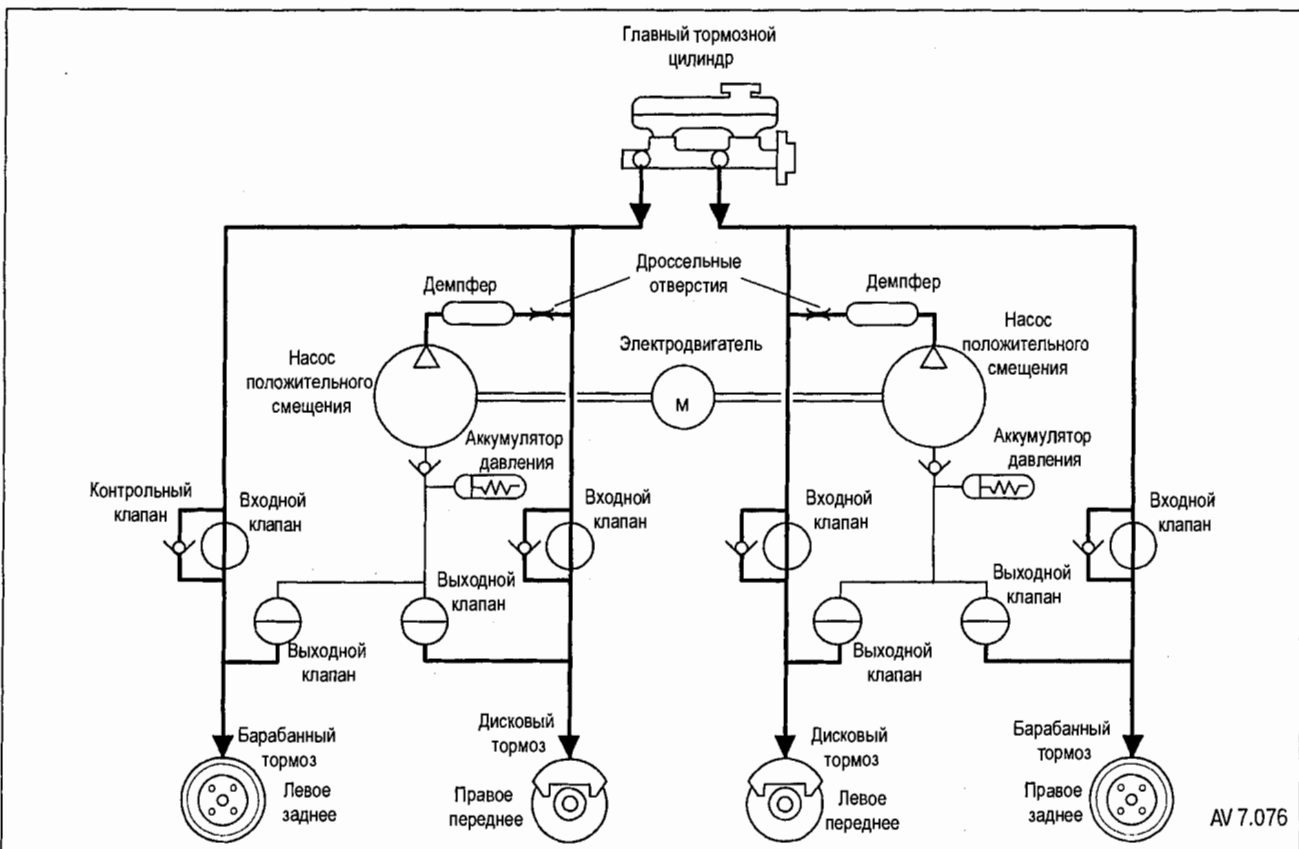 Главный тормозной
цилиндр
Дроссельные
отверстия
Демпфер
Демпфер
Электродвигатель
Насос
положительного
смещения
Насос
положительного
смещения
М
Аккумулятор
давления
Аккумулятор
давления
Контрольный
клапан
Входной
клапан
Входной
клапан
Входной
клапан
Входной
клапан
Выходной
клапан
Выходной
клапан
Выходной
клапан
Выходной
клапан
Барабанный
тормоз
Левое
заднее
Дисковый
тормоз
Правое
переднее
Дисковый
тормоз
Левое
переднее
Барабанный
тормоз
Правое
заднее
AV 7.076